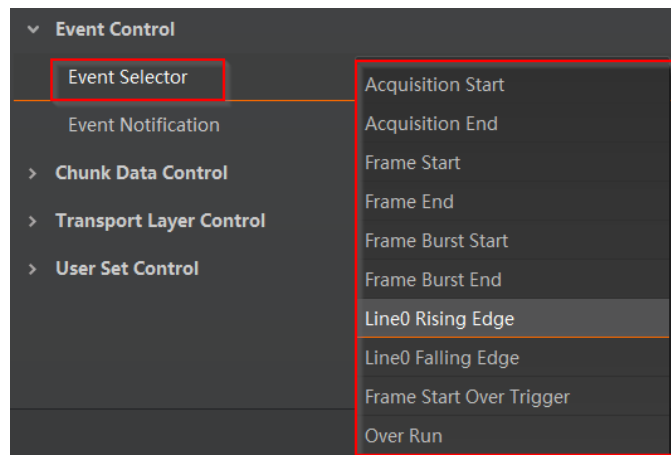 Event Control
Event Selector
Event Notification
Chunk Data Control
Transport Layer Control
User Set Control
Acquisition Start
Acquisition End
Frame Start
Frame End
Frame Burst Start
Frame Burst End
Line0 Rising Edge
Line0 Falling Edge
Frame Start Over Trigger
Over Run